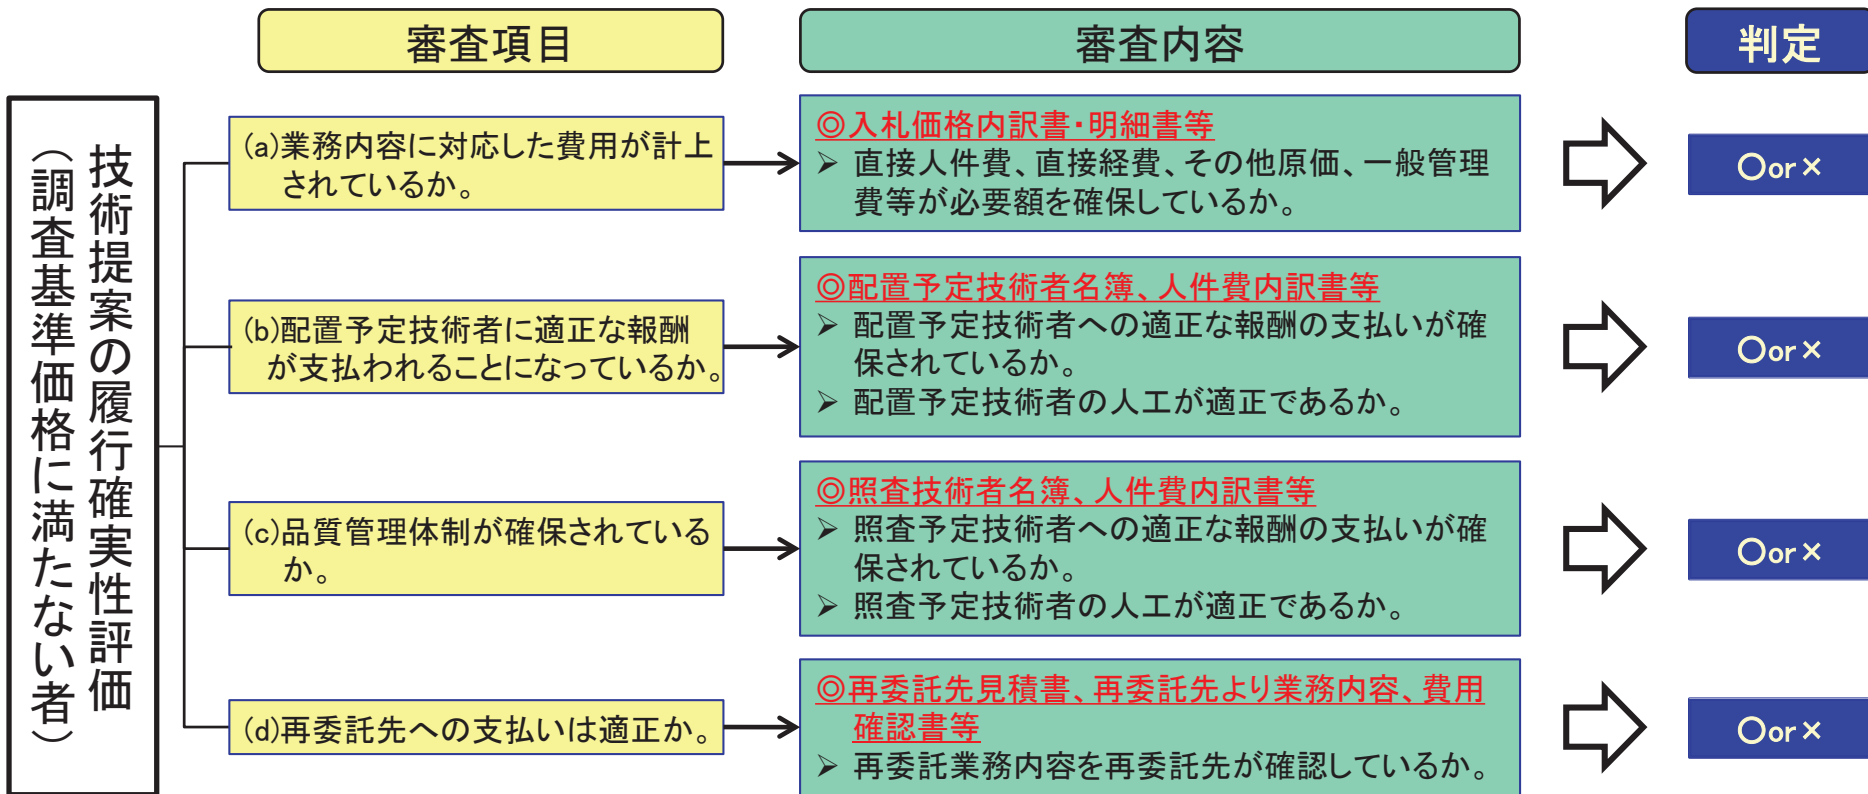 審査項目
審査内容
判定
技術提案の履行確実性評価
（調査基準価格に満たない者）
(a)業務内容に対応した費用が計上
されているか。
◎入札価格内訳書・明細書等
➢ 直接人件費、直接経費、その他原価、一般管理
費等が必要額を確保しているか。
〇or×
(b)配置予定技術者に適正な報酬
が支払われることになっているか。
◎配置予定技術者名簿、人件費内訳書等
➢ 配置予定技術者への適正な報酬の支払いが確
保されているか。
➢ 配置予定技術者の人工が適正であるか。
〇or×
(c)品質管理体制が確保されている
か。
◎照査技術者名簿、人件費内訳書等
➢ 照査予定技術者への適正な報酬の支払いが確
保されているか。
➢ 照査予定技術者の人工が適正であるか。
〇or×
(d)再委託先への支払いは適正か。
◎再委託先見積書、再委託先より業務内容、費用
確認書等
➢ 再委託業務内容を再委託先が確認しているか。
〇or×